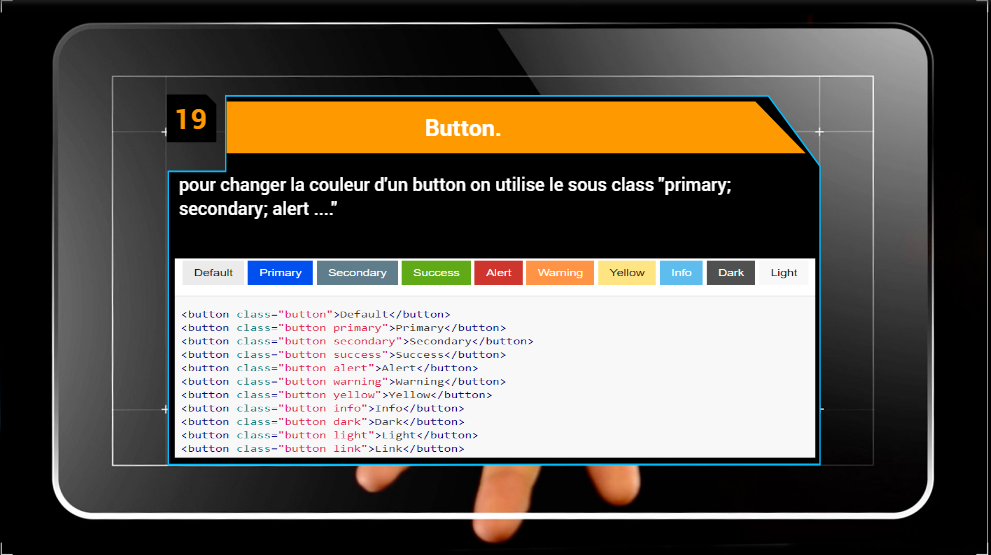 19
Button.
pour changer la couleur d'un button on utilise le sous class "primary;
secondary; alert ...."
Default Primary Secondary Success Alert Warning Yellow Info Dark Light
<button class="button">Default</button>
<button class="button primary">Primary</button>
<button class="button secondary">Secondary</button>
<button class="button success">Success</button>
<button class="button alert">Alert</button>
<button class="button warning">Warning</button>
<button class="button yellow">Yellow</button>
<button class="button info">Info</button>
<button class="button dark">Dark</button>
<button class="button light">Light</button>
<button class="button link">Link</button>